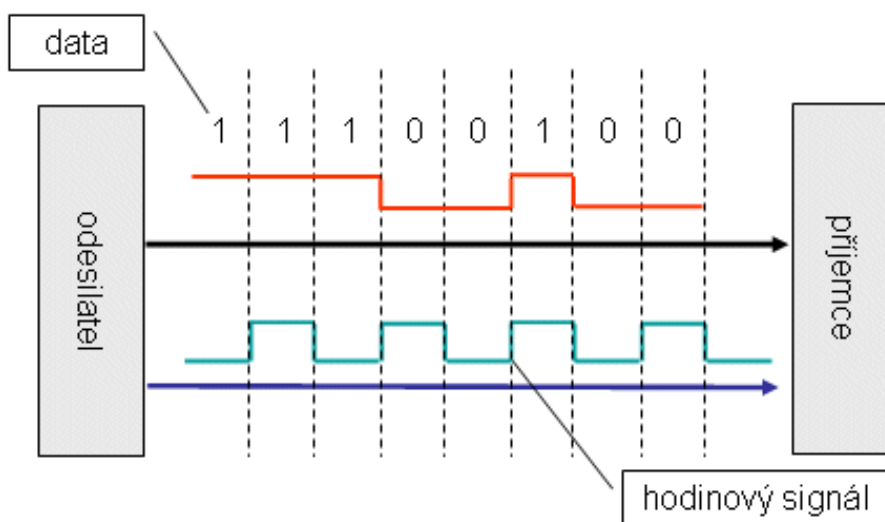 data
1 1 1 0 0 1 0 0
odesilatel
příjemce
hodinový signál